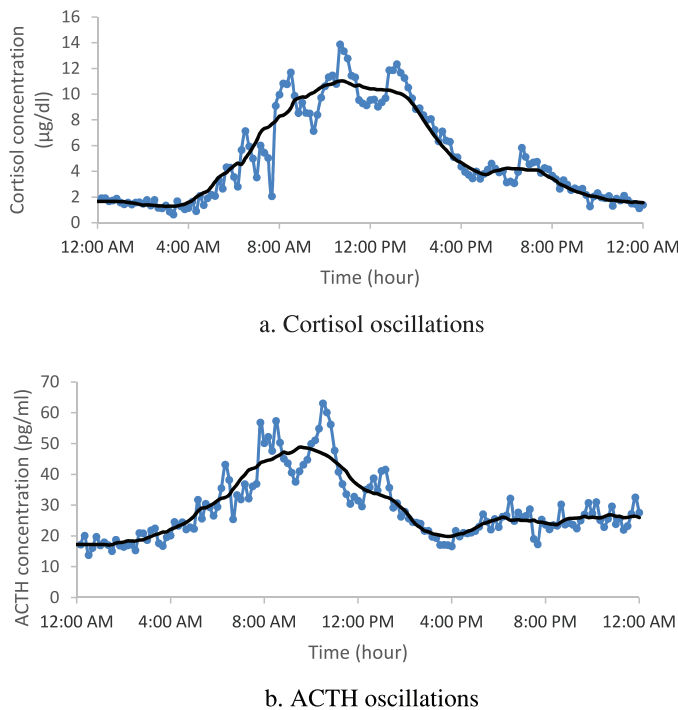 16
14
12
10
8
6
4
2
0
Cortisol concentration
(µg/dl)
12:00 AM 4:00 AM 8:00 AM 12:00 PM 4:00 PM 8:00 PM 12:00 AM
Time (hour)
a. Cortisol oscillations
70
60
50
40
30
20
10
0
ACTH concentration (pg/ml)
12:00 AM 4:00 AM 8:00 AM 12:00 PM 4:00 PM 8:00 PM 12:00 AM
Time (hour)
b. ACTH oscillations